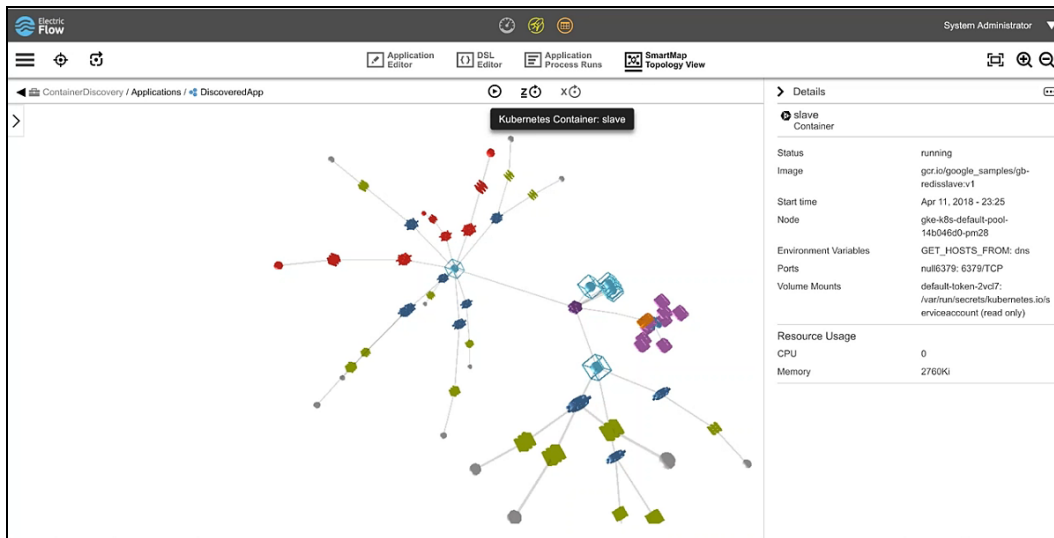 Electric
Flow
System Administrator
Application
Editor
DSL
Editor
Application
Process Runs
SmartMap
Topology View
ContainerDiscovery / Applications / DiscoveredApp
Z
X
Kubernetes Container: slave
Details
slave
Container
Status running
Image gcr.io/google_samples/gb-
redisslave:v1
Start time Apr 11, 2018 - 23:25
Node gke-k8s-default-pool-
14b046d0-pm28
Environment Variables GET_HOSTS_FROM: dns
Ports null6379: 6379/TCP
Volume Mounts default-token-2vcl7:
/var/run/secrets/kubernetes.io/s
erviceaccount (read only)
Resource Usage
CPU 0
Memory 2760Ki